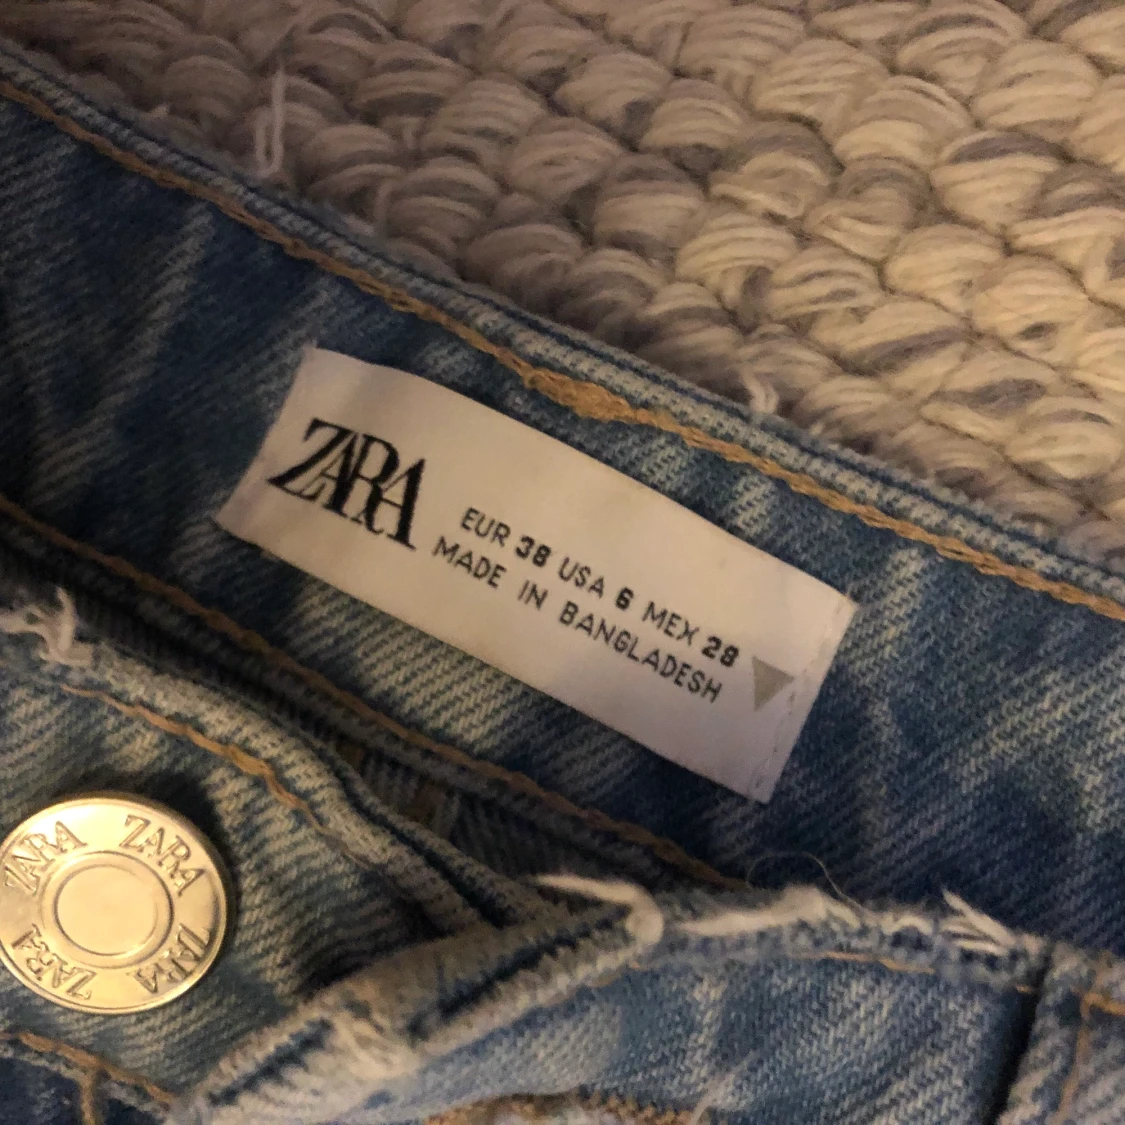 ZARA
EUR 38 USA 6 MEX 28
MADE IN BANGLADESH
ZARA ZARA ZARA ZARA